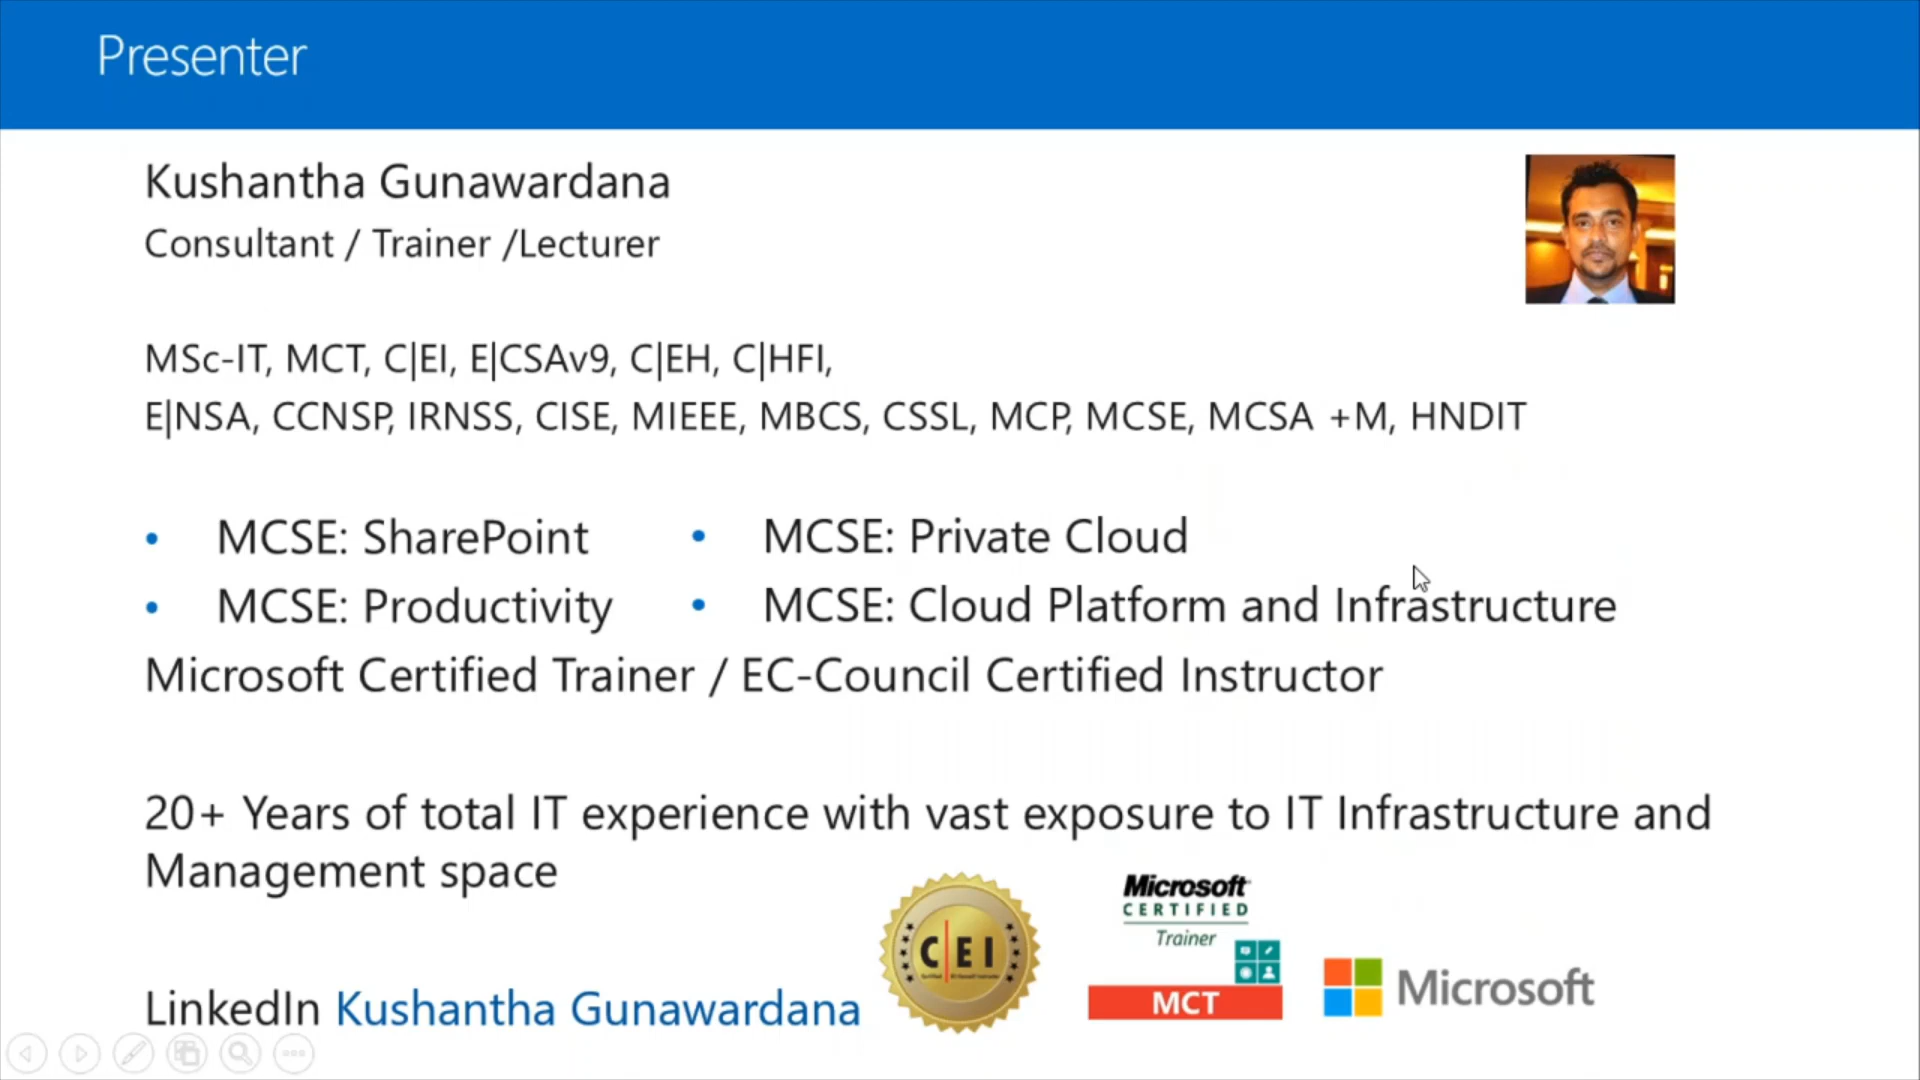 Presenter
Kushantha Gunawardana
Consultant / Trainer /Lecturer
MSc-IT, MCT, C|EI, E|CSAv9, C|EH, C|HFI,
E|NSA, CCNSP, IRNSS, CISE, MIEEE, MBCS, CSSL, MCP, MCSE, MCSA +M, HNDIT
• MCSE: SharePoint • MCSE: Private Cloud
• MCSE: Productivity • MCSE: Cloud Platform and Infrastructure
Microsoft Certified Trainer / EC-Council Certified Instructor
20+ Years of total IT experience with vast exposure to IT Infrastructure and
Management space
LinkedIn Kushantha Gunawardana
C|EI
Microsoft
CERTIFIED
Trainer
MCT
Microsoft